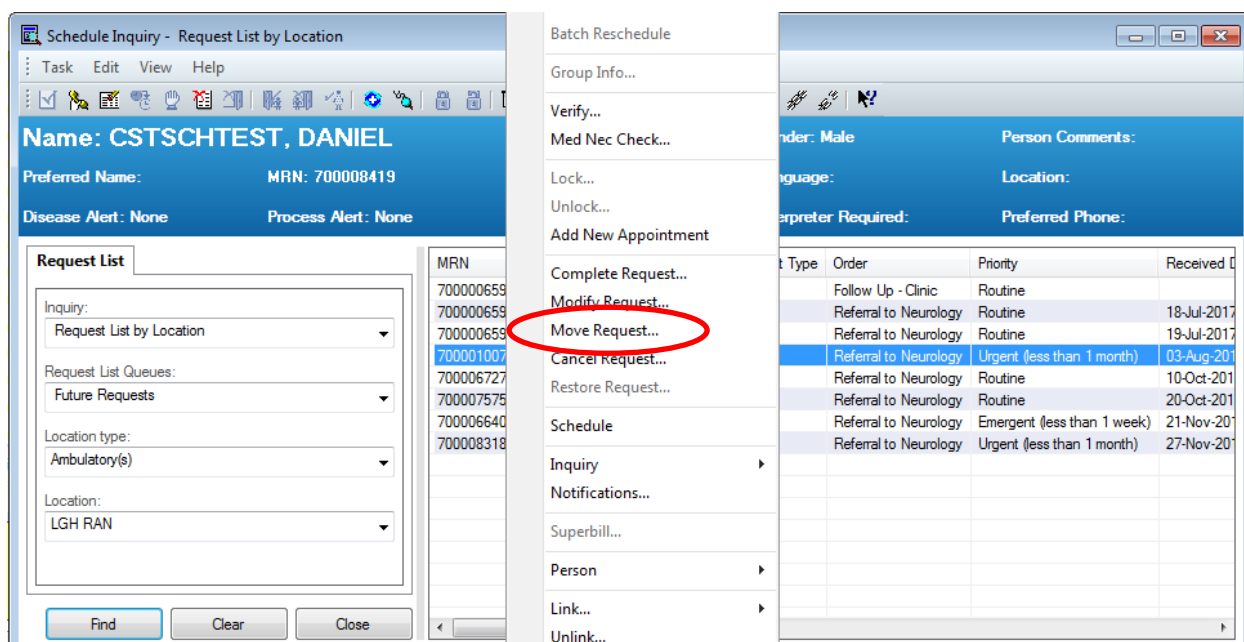 Schedule Inquiry - Request List by Location
Task Edit View Help
Name: CSTSCHTEST, DANIEL
nder: Male
Person Comments:
Preferred Name:
MRN: 700008419
nguage:
Location:
Disease Alert: None
Process Alert: None
erpreter Required:
Preferred Phone:
Request List
Inquiry:
Request List by Location
Request List Queues:
Future Requests
Location type:
Ambulatory(s)
Location:
LGH RAN
Find
Clear
Close
Batch Reschedule
Group Info...
Verify...
Med Nec Check...
Lock...
Unlock...
Add New Appointment
Complete Request...
Modify Request...
Move Request...
Cancel Request...
Restore Request...
Schedule
Inquiry
Notifications...
Superbill...
Person
Link...
Unlink...
MRN t Type Order Priority Received D
700000659 Follow Up - Clinic Routine
700000659 Referral to Neurology Routine 18-Jul-2017
700000659 Referral to Neurology Routine 19-Jul-2017
700001007 Referral to Neurology Urgent (less than 1 month) 03-Aug-201
700006727 Referral to Neurology Routine 10-Oct-201
700007575 Referral to Neurology Routine 20-Oct-201
700006640 Referral to Neurology Emergent (less than 1 week) 21-Nov-201
700008318 Referral to Neurology Urgent (less than 1 month) 27-Nov-201